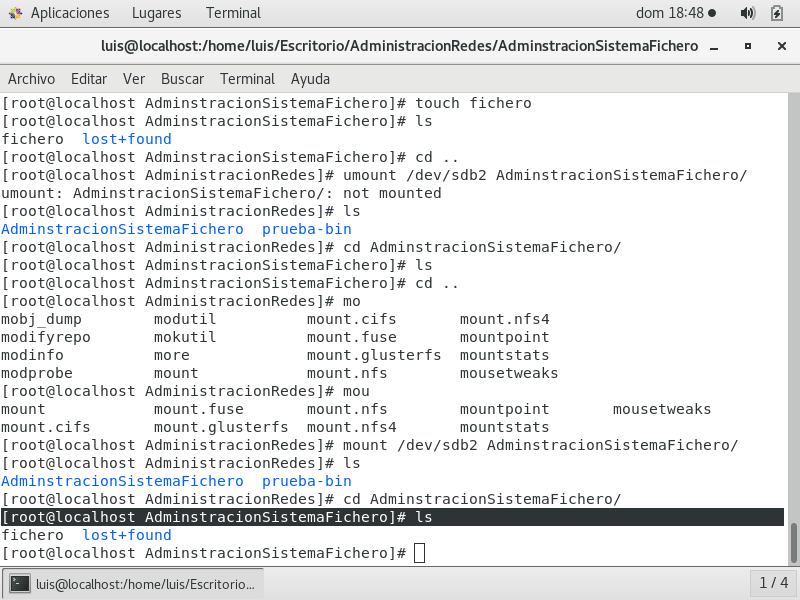 Aplicaciones Lugares Terminal dom 18:48
luis@localhost:/home/luis/Escritorio/AdministracionRedes/AdminstracionSistemaFichero
Archivo Editar Ver Buscar Terminal Ayuda
[root@localhost AdminstracionSistemaFichero]# touch fichero
[root@localhost AdminstracionSistemaFichero]# ls
fichero lost+found
[root@localhost AdminstracionSistemaFichero]# cd ..
[root@localhost AdministracionRedes]# umount /dev/sdb2 AdminstracionSistemaFichero/
umount: AdminstracionSistemaFichero/: not mounted
[root@localhost AdministracionRedes]# ls
AdminstracionSistemaFichero prueba-bin
[root@localhost AdministracionRedes]# cd AdminstracionSistemaFichero/
[root@localhost AdminstracionSistemaFichero]# ls
[root@localhost AdminstracionSistemaFichero]# cd ..
[root@localhost AdministracionRedes]# mo
mobj_dump modutil mount.cifs mount.nfs4
modifyrepo mokutil mount.fuse mountpoint
modinfo more mount.glusterfs mountstats
modprobe mount mount.nfs mousetweaks
[root@localhost AdministracionRedes]# mou
mount mount.fuse mount.nfs mountpoint mousetweaks
mount.cifs mount.glusterfs mount.nfs4 mountstats
[root@localhost AdministracionRedes]# mount /dev/sdb2 AdminstracionSistemaFichero/
[root@localhost AdministracionRedes]# ls
AdminstracionSistemaFichero prueba-bin
[root@localhost AdministracionRedes]# cd AdminstracionSistemaFichero/
[root@localhost AdminstracionSistemaFichero]# ls
fichero lost+found
[root@localhost AdminstracionSistemaFichero]#
luis@localhost:/home/luis/Escritorio... 1 / 4